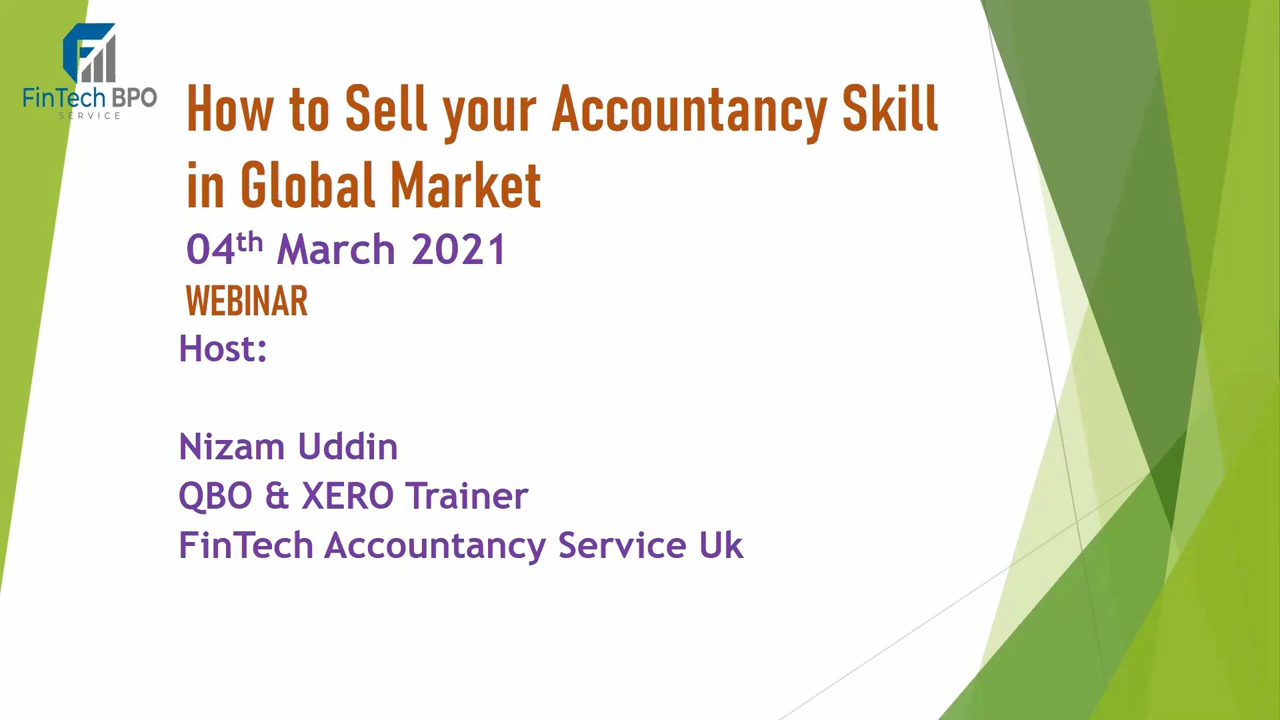 FinTech BPO
SERVICE
How to Sell your Accountancy Skill
in Global Market
04th March 2021
WEBINAR
Host:
Nizam Uddin
QBO & XERO Trainer
FinTech Accountancy Service Uk